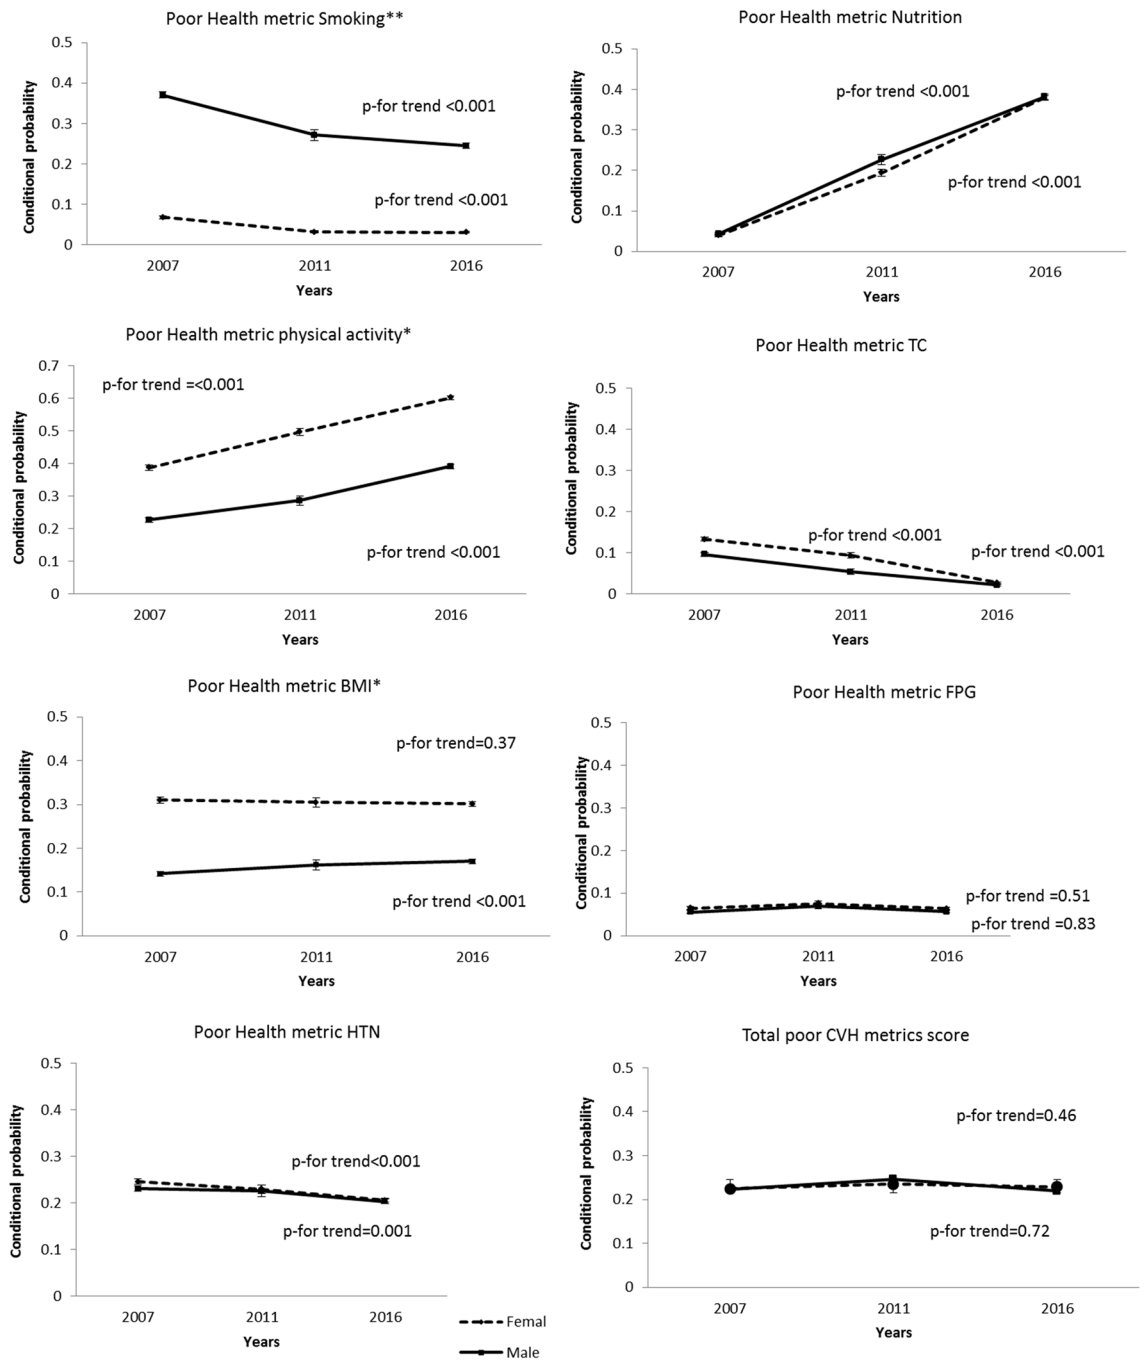 Poor Health metric Smoking**
Conditional probability
0.5
0.4
0.3
0.2
0.1
0
p-for trend <0.001
p-for trend <0.001
2007 2011 2016
Years
Poor Health metric Nutrition
Conditional probability
0.5
0.4
0.3
0.2
0.1
0
p-for trend <0.001
p-for trend <0.001
2007 2011 2016
Years
Poor Health metric physical activity*
Conditional probability
0.7
0.6
0.5
0.4
0.3
0.2
0.1
0
p-for trend =<0.001
p-for trend <0.001
2007 2011 2016
Years
Poor Health metric TC
Conditional probability
0.5
0.4
0.3
0.2
0.1
0
p-for trend <0.001
p-for trend <0.001
2007 2011 2016
Years
Poor Health metric BMI*
Conditional probability
0.5
0.4
0.3
0.2
0.1
0
p-for trend=0.37
p-for trend <0.001
2007 2011 2016
Years
Poor Health metric FPG
Conditional probability
0.5
0.4
0.3
0.2
0.1
0
p-for trend =0.51
p-for trend =0.83
2007 2011 2016
Years
Poor Health metric HTN
Conditional probability
0.5
0.4
0.3
0.2
0.1
0
p-for trend<0.001
p-for trend=0.001
2007 2011 2016
Years
Femal
Male
Total poor CVH metrics score
Conditional probability
0.5
0.4
0.3
0.2
0.1
0
p-for trend=0.46
p-for trend=0.72
2007 2011 2016
Years